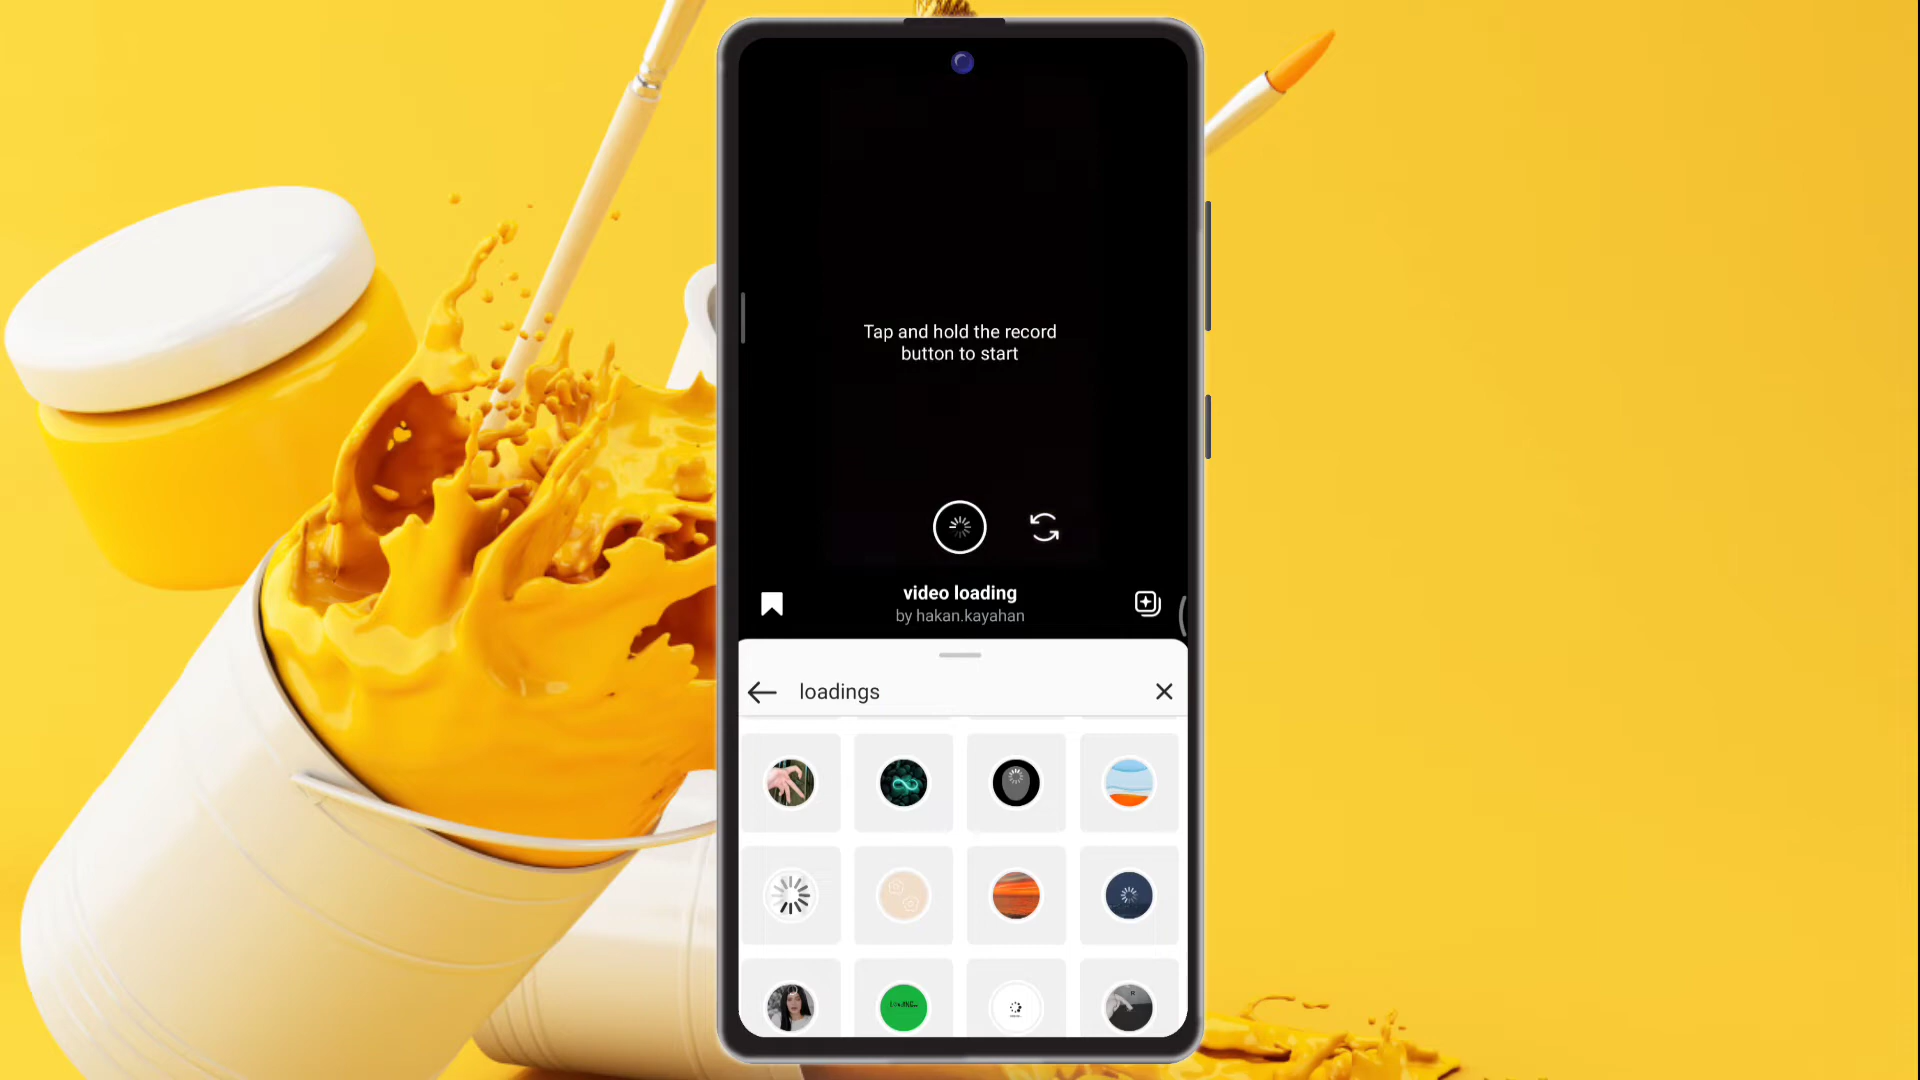 Tap and hold the record
button to start
video loading
by hakan.kayahan
loadings